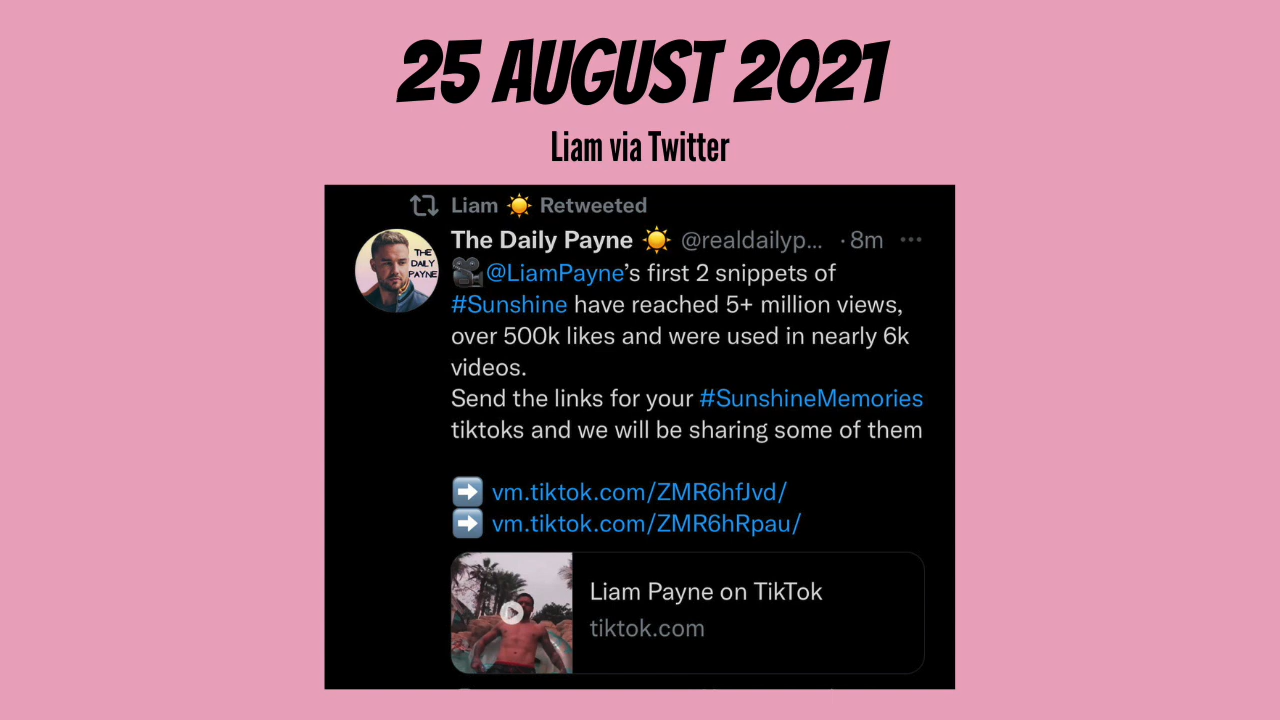 25 AUGUST 2021
Liam via Twitter
Liam ☀️ Retweeted
The Daily Payne ☀️ @realdailyp... · 8m ···
THE
DAILY
PAYNE
🎥@LiamPayne’s first 2 snippets of
#Sunshine have reached 5+ million views,
over 500k likes and were used in nearly 6k
videos.
Send the links for your #SunshineMemories
tiktoks and we will be sharing some of them
➡️ vm.tiktok.com/ZMR6hfJvd/
➡️ vm.tiktok.com/ZMR6hRpau/
Liam Payne on TikTok
tiktok.com